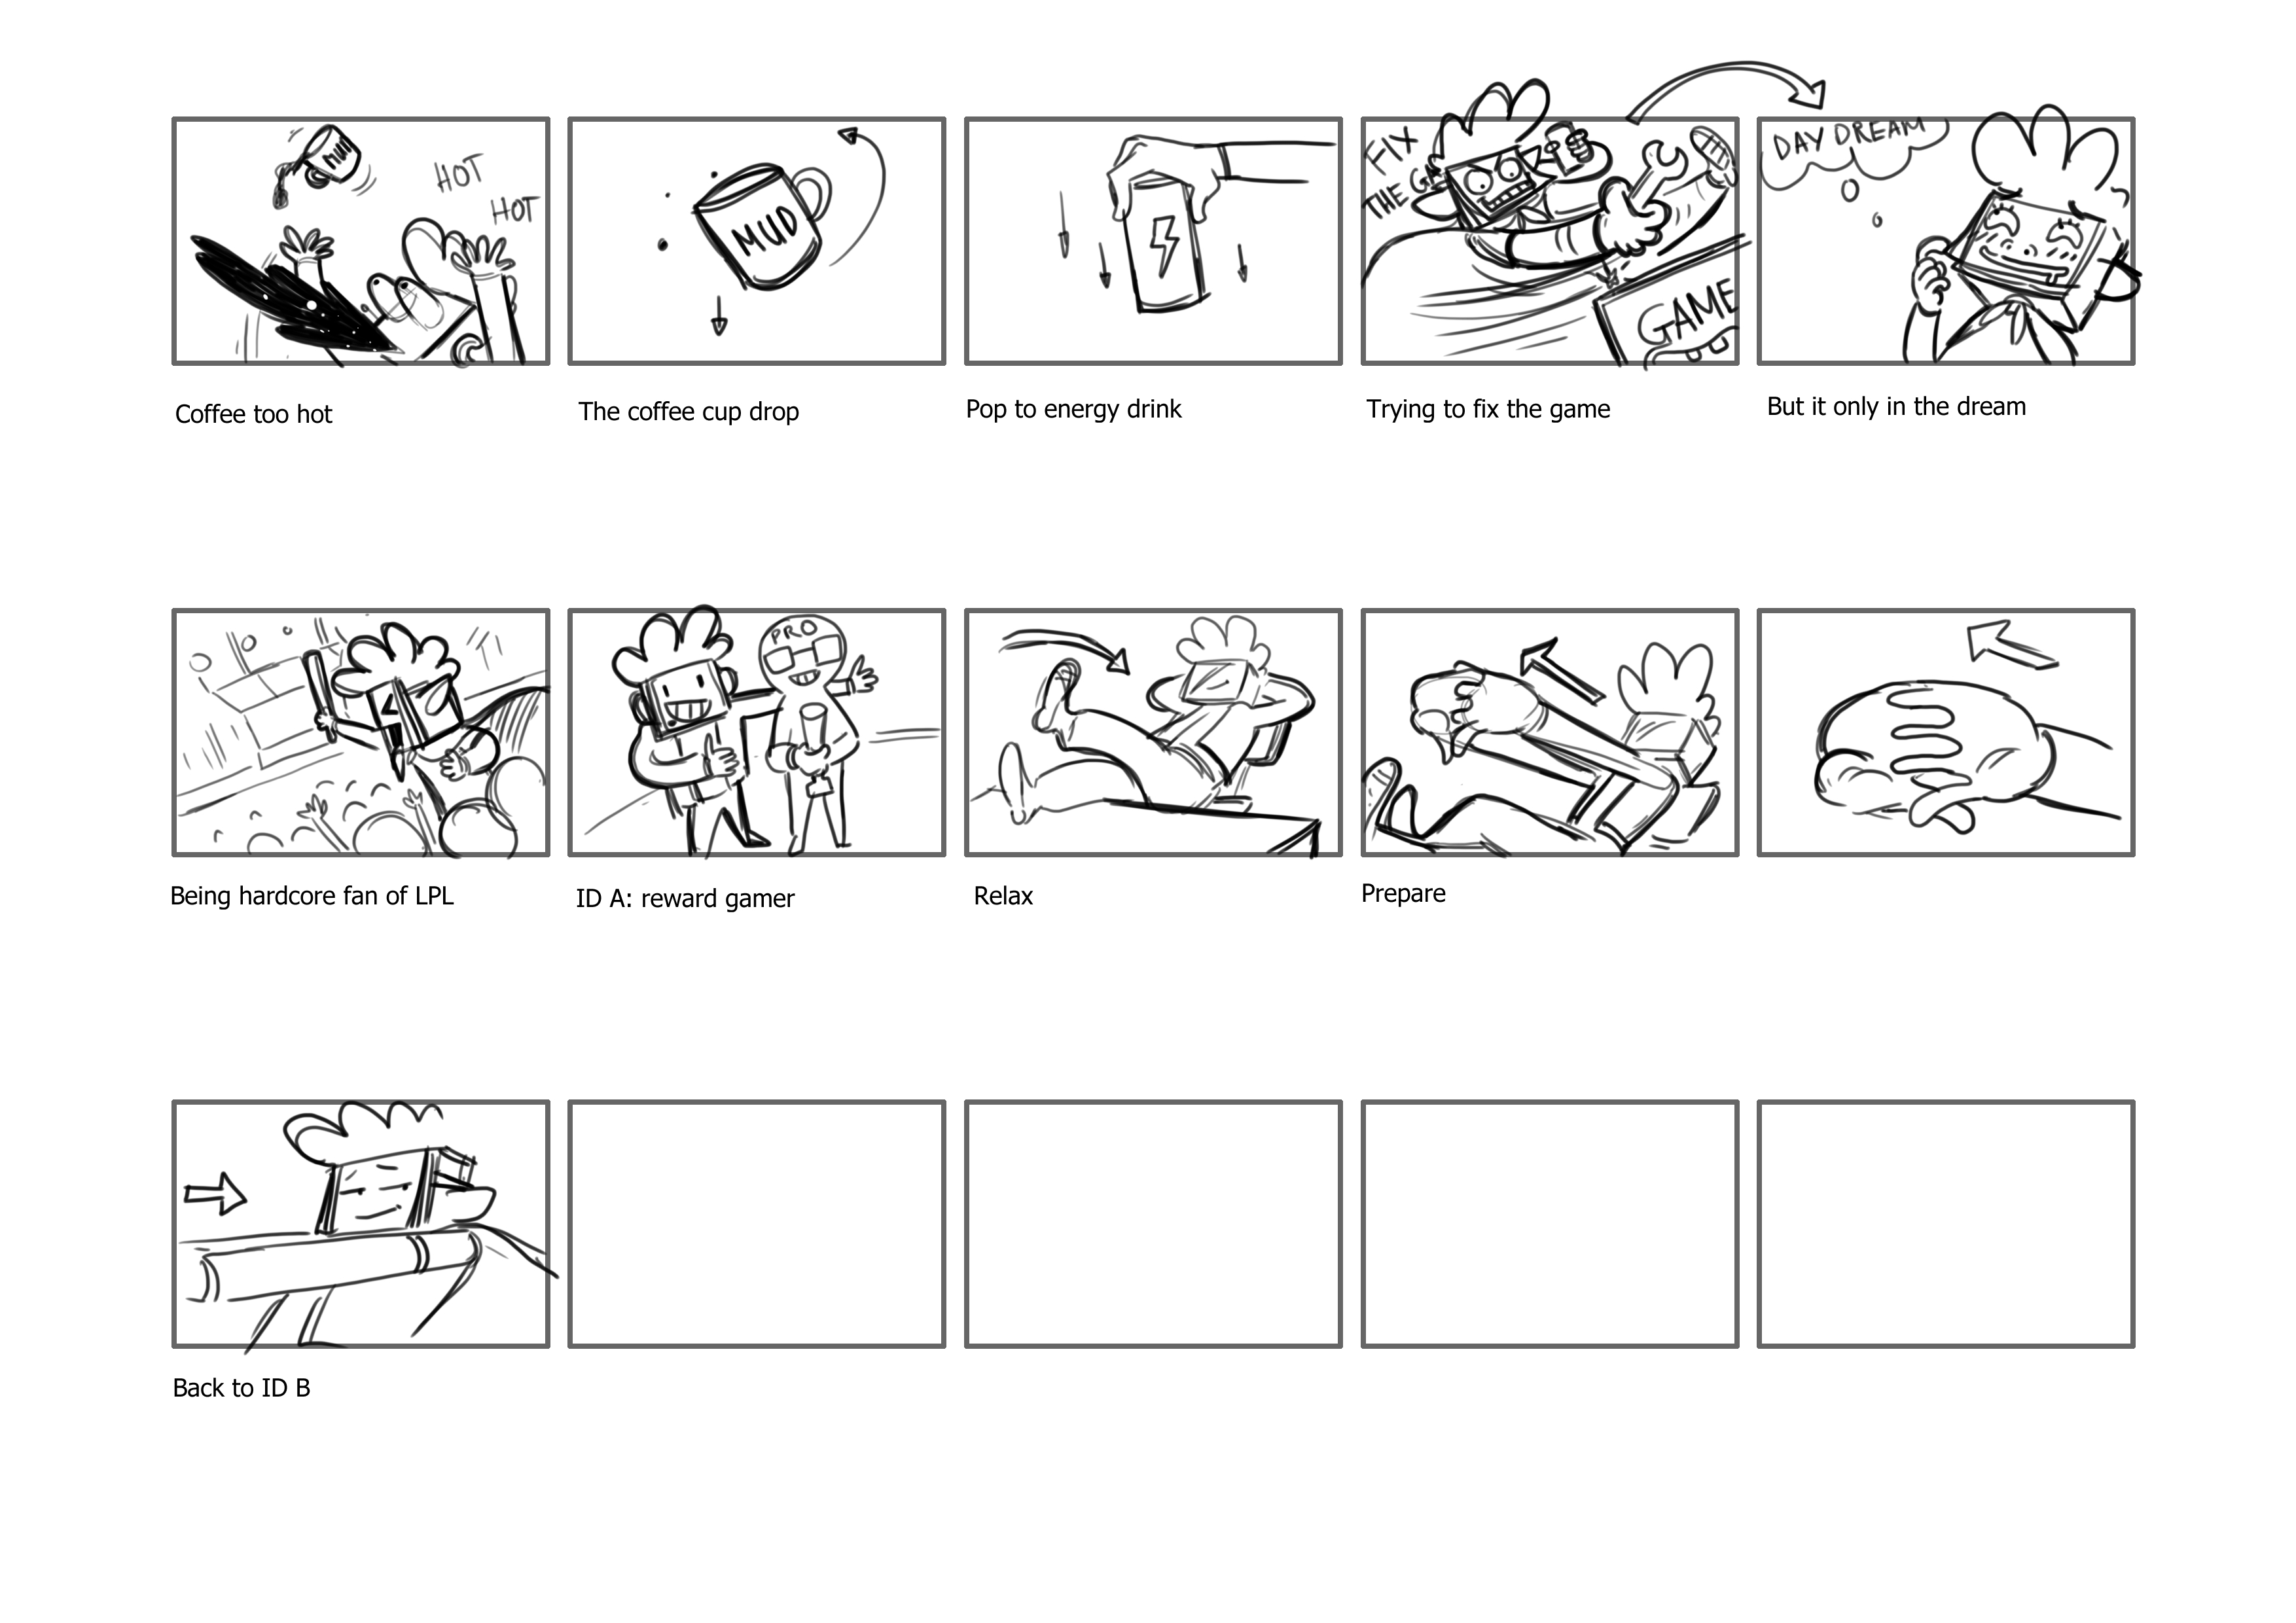 MUD
HOT
HOT
Coffee too hot
MUD
The coffee cup drop
Pop to energy drink
FIX
THE GA
GAME
Trying to fix the game
DAY DREAM
But it only in the dream
Being hardcore fan of LPL
PRO
ID A: reward gamer
Relax
Prepare
Back to ID B